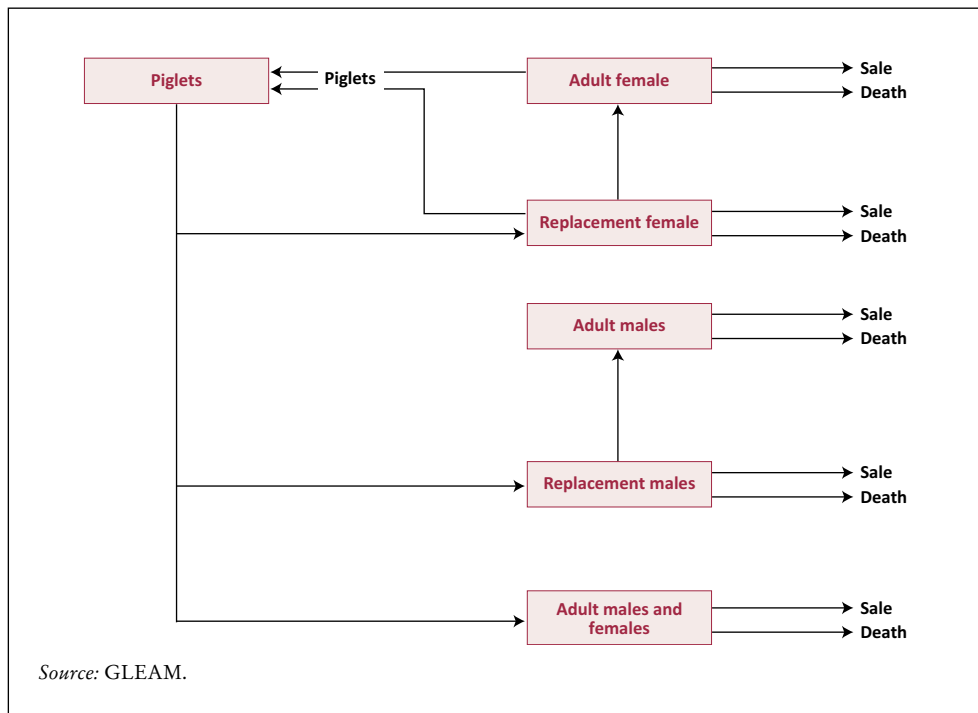 Piglets
Piglets
Adult female
Sale
Death
Replacement female
Sale
Death
Adult males
Sale
Death
Replacement males
Sale
Death
Adult males and
females
Sale
Death
Source: GLEAM.